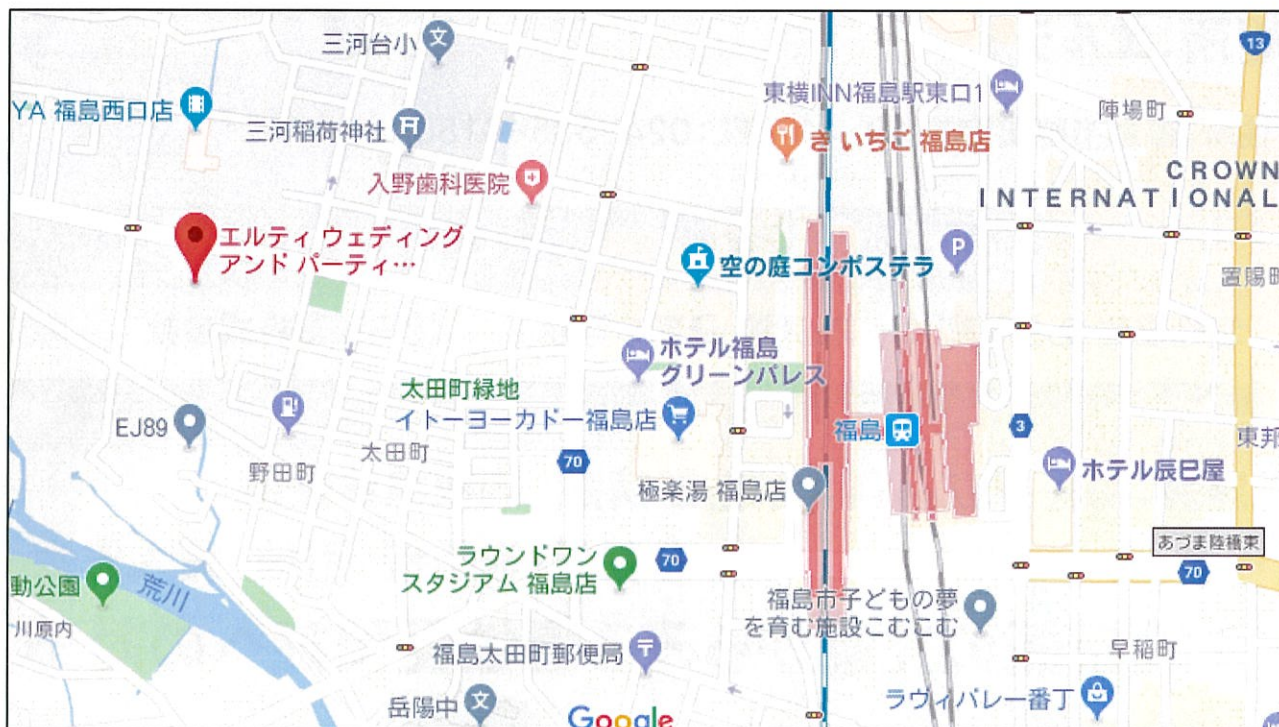 三河台小
13
東横INN福島駅東口1
YA 福島西口店
陣場町
三河稲荷神社
き いちご 福島店
入野歯科医院
CROWN
INTERNATIONAL
エルティ ウェディング
アンド パーティ…
P
空の庭コンポステラ
置賜町
ホテル福島
グリーンパレス
太田町緑地
イトーヨーカドー福島店
EJ89
福島
3
東邦
太田町
野田町
70
ホテル辰巳屋
極楽湯 福島店
あづま陸橋東
ラウンドワン
スタジアム 福島店
70
70
動公園
荒川
福島市子どもの夢
を育む施設こむこむ
川原内
福島太田町郵便局
早稲町
岳陽中
ラヴィバレー一番丁
Google